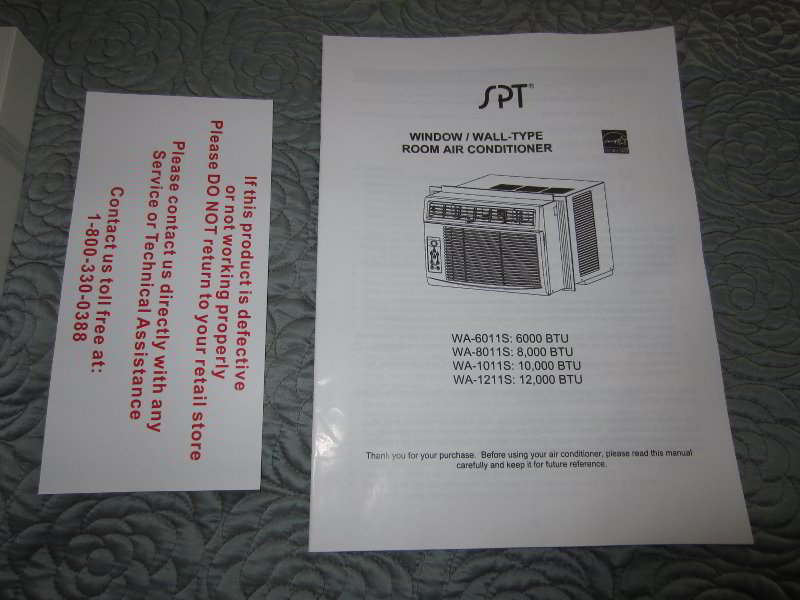 If this product is defective
or not working properly
Please DO NOT return to your retail store
Please contact us directly with any
Service or Technical Assistance
Contact us toll free at:
1-800-330-0388
SPT®
WINDOW / WALL-TYPE
ROOM AIR CONDITIONER
WA-6011S: 6000 BTU
WA-8011S: 8,000 BTU
WA-1011S: 10,000 BTU
WA-1211S: 12,000 BTU
Thank you for your purchase. Before using your air conditioner, please read this manual
carefully and keep it for future reference.